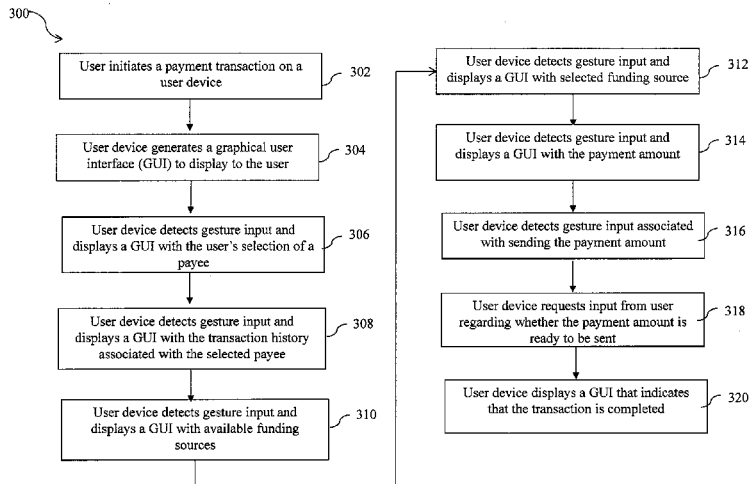 300
User initiates a payment transaction on a
user device
302
User device generates a graphical user
interface (GUI) to display to the user
304
User device detects gesture input and
displays a GUI with the user's selection of a
payee
306
User device detects gesture input and
displays a GUI with the transaction history
associated with the selected payee
308
User device detects gesture input and
displays a GUI with available funding
sources
310
User device detects gesture input and
displays a GUI with selected funding source
312
User device detects gesture input and
displays a GUI with the payment amount
314
User device detects gesture input associated
with sending the payment amount
316
User device requests input from user
regarding whether the payment amount is
ready to be sent
318
User device displays a GUI that indicates
that the transaction is completed
320